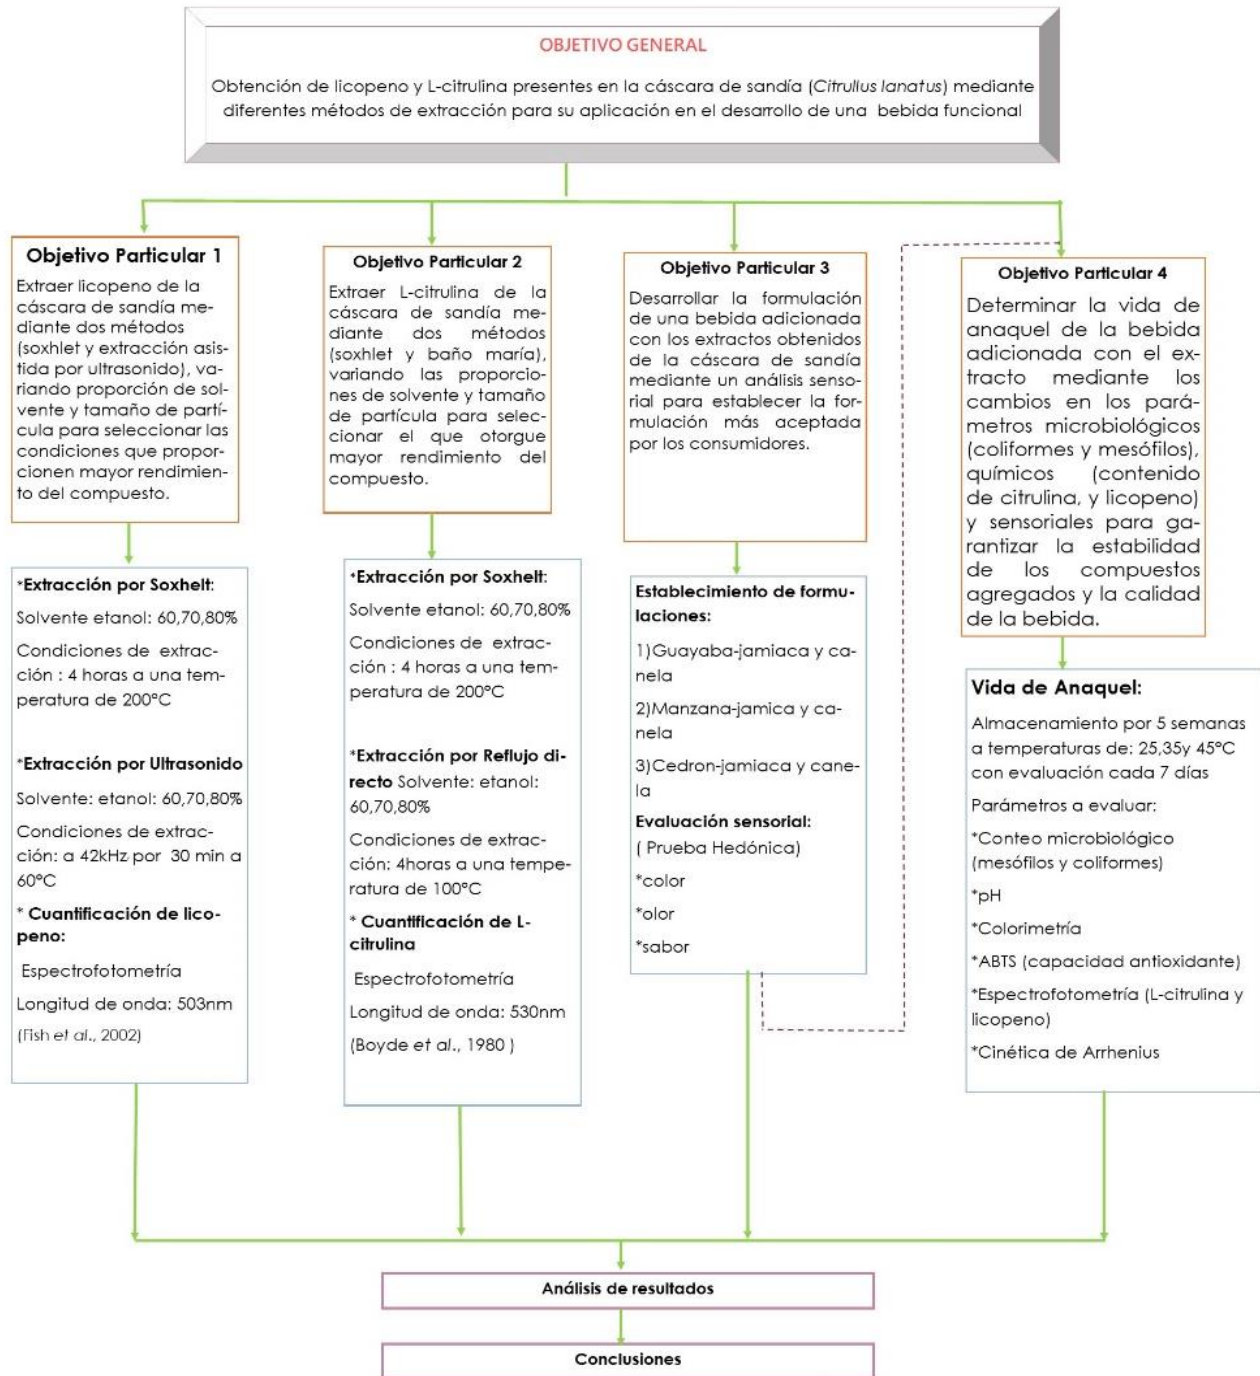 OBJETIVO GENERAL
Obtención de licopeno y L-citrulina presentes en la cáscara de sandía (Citrullus lanatus) mediante
diferentes métodos de extracción para su aplicación en el desarrollo de una bebida funcional
Objetivo Particular 1
Extraer licopeno de la
cáscara de sandía me-
diante dos métodos
(soxhlet y extracción asis-
tida por ultrasonido), va-
riando proporción de sol-
vente y tamaño de partí-
cula para seleccionar las
condiciones que propor-
cionen mayor rendimien-
to del compuesto.
*Extracción por Soxhelt:
Solvente etanol: 60,70,80%
Condiciones de extrac-
ción : 4 horas a una tem-
peratura de 200°C
*Extracción por Ultrasonido
Solvente: etanol: 60,70,80%
Condiciones de extrac-
ción: a 42kHz por 30 min a
60°C
* Cuantificación de lico-
peno:
Espectrofotometría
Longitud de onda: 503nm
(Fish et al., 2002)
Objetivo Particular 2
Extraer L-citrulina de la
cáscara de sandía me-
diante dos métodos
(soxhlet y baño maría),
variando las proporcio-
nes de solvente y tamaño
de partícula para selec-
cionar el que otorgue
mayor rendimiento del
compuesto.
*Extracción por Soxhelt:
Solvente etanol: 60,70,80%
Condiciones de extrac-
ción : 4 horas a una tem-
peratura de 200°C
*Extracción por Reflujo di-
recto Solvente: etanol:
60,70,80%
Condiciones de extrac-
ción: 4horas a una tempe-
ratura de 100°C
* Cuantificación de L-
citrulina
Espectrofotometría
Longitud de onda: 530nm
(Boyde et al., 1980 )
Objetivo Particular 3
Desarrollar la formulación
de una bebida adicionada
con los extractos obtenidos
de la cáscara de sandía
mediante un análisis senso-
rial para establecer la for-
mulación más aceptada
por los consumidores.
Establecimiento de formu-
laciones:
1)Guayaba-jamiaca y ca-
nela
2)Manzana-jamica y ca-
nela
3)Cedron-jamiaca y cane-
la
Evaluación sensorial:
( Prueba Hedónica)
*color
*olor
*sabor
Objetivo Particular 4
Determinar la vida de
anaquel de la bebida
adicionada con el ex-
tracto mediante los
cambios en los pará-
metros microbiológicos
(coliformes y mesófilos),
químicos (contenido
de citrulina, y licopeno)
y sensoriales para ga-
rantizar la estabilidad
de los compuestos
agregados y la calidad
de la bebida.
Vida de Anaquel:
Almacenamiento por 5 semanas
a temperaturas de: 25,35y 45°C
con evaluación cada 7 días
Parámetros a evaluar:
*Conteo microbiológico
(mesófilos y coliformes)
*pH
*Colorimetría
*ABTS (capacidad antioxidante)
*Espectrofotometría (L-citrulina y
licopeno)
*Cinética de Arrhenius
Análisis de resultados
Conclusiones